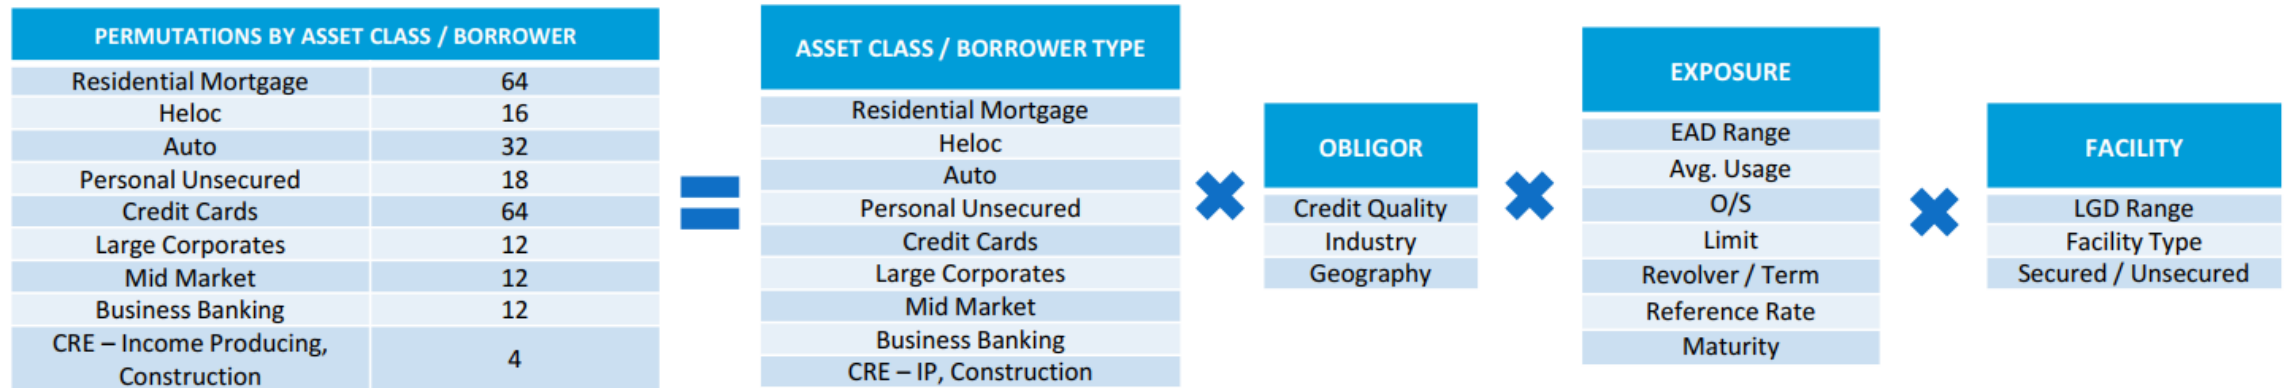 PERMUTATIONS BY ASSET CLASS / BORROWER
Residential Mortgage 64
Heloc 16
Auto 32
Personal Unsecured 18
Credit Cards 64
Large Corporates 12
Mid Market 12
Business Banking 12
CRE – Income Producing,
Construction 4
ASSET CLASS / BORROWER TYPE
Residential Mortgage
Heloc
Auto
Personal Unsecured
Credit Cards
Large Corporates
Mid Market
Business Banking
CRE – IP, Construction
OBLIGOR
Credit Quality
Industry
Geography
EXPOSURE
EAD Range
Avg. Usage
O/S
Limit
Revolver / Term
Reference Rate
Maturity
FACILITY
LGD Range
Facility Type
Secured / Unsecured